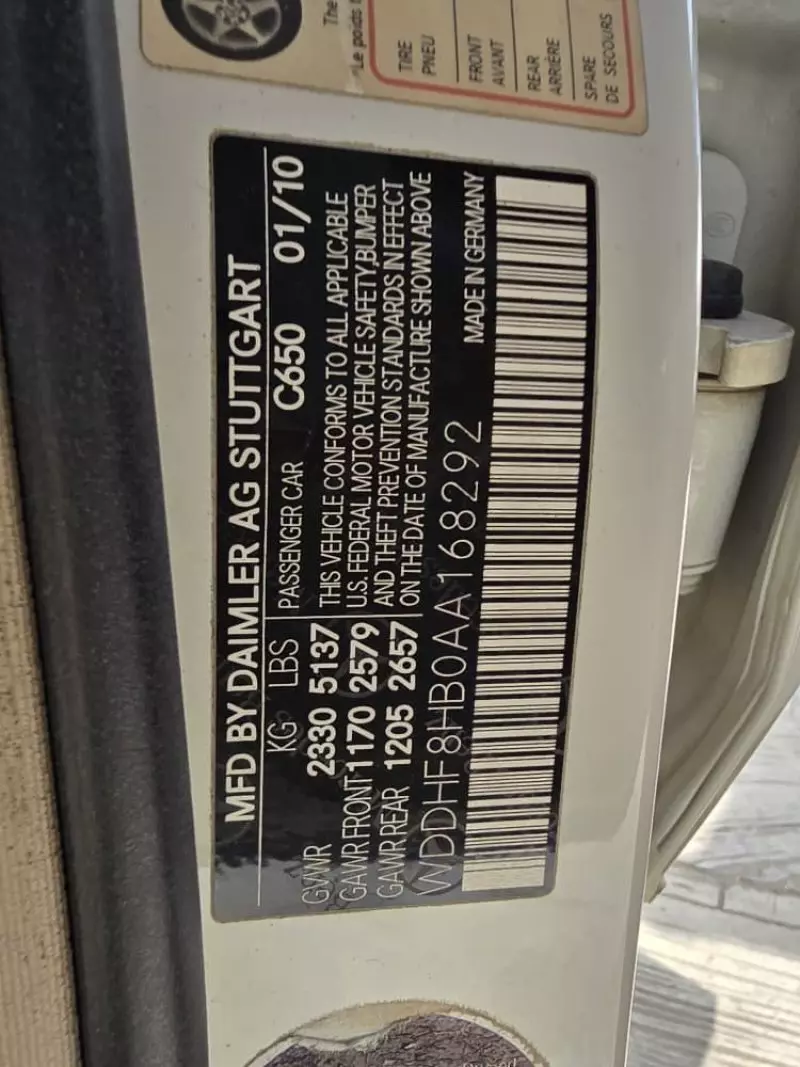 The
*Le poids
TIRE
PNEU
FRONT
AVANT
REAR
ARRIÈRE
SPARE
DE SECOURS
MFD BY DAIMLER AG STUTTGART
KG LBS PASSENGER CAR C650 01/10
GVWR 2330 5137
GAWR FRONT 1170 2579
GAWR REAR 1205 2657
THIS VEHICLE CONFORMS TO ALL APPLICABLE
U.S. FEDERAL MOTOR VEHICLE SAFETY,BUMPER
AND THEFT PREVENTION STANDARDS IN EFFECT
ON THE DATE OF MANUFACTURE SHOWN ABOVE
WDDHF8HB0AA168292 MADE IN GERMANY